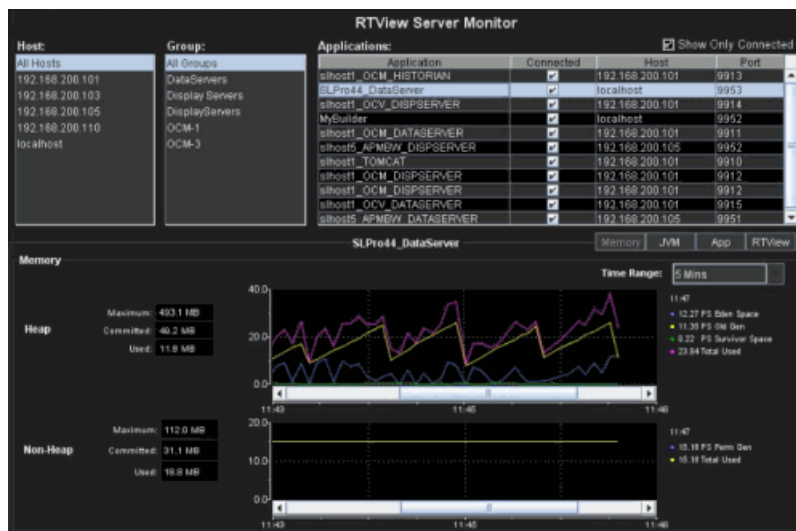 RTView Server Monitor
Host:
All Hosts
192.168.200.101
192.168.200.103
192.168.200.105
192.168.200.110
localhost
Group:
All Groups
DataServers
Display Servers
DisplayServers
OCM-1
OCM-3
Applications:
Show Only Connected
Application Connected Host Port
slhost1_OCM_HISTORIAN 192.168.200.101 9913
SLPro44_DataServer localhost 9953
slhost1_OCV_DISPSERVER 192.168.200.101 9914
MyBuilder localhost 9952
slhost1_OCM_DATASERVER 192.168.200.101 9911
slhost5_APMBW_DISPSERVER 192.168.200.105 9952
slhost1_TOMCAT 192.168.200.101 9910
slhost1_OCM_DISPSERVER 192.168.200.101 9912
slhost1_OCM_DISPSERVER 192.168.200.101 9912
slhost1_OCV_DATASERVER 192.168.200.101 9915
slhost5_APMBW_DATASERVER 192.168.200.105 9951
SLPro44_DataServer
Memory JVM App RTView
Memory
Time Range: 5 Mins
Heap
Maximum: 493.1 MB
Committed: 49.2 MB
Used: 11.8 MB
40.0
20.0
0.0
11:43 11:45 11:48
11:47
12.27 PS Eden Space
11.35 PS Old Gen
0.22 PS Survivor Space
23.84 Total Used
Non-Heap
Maximum: 112.0 MB
Committed: 31.1 MB
Used: 18.8 MB
20.0
10.0
0.0
11:43 11:45 11:48
11:47
15.16 PS Perm Gen
15.16 Total Used